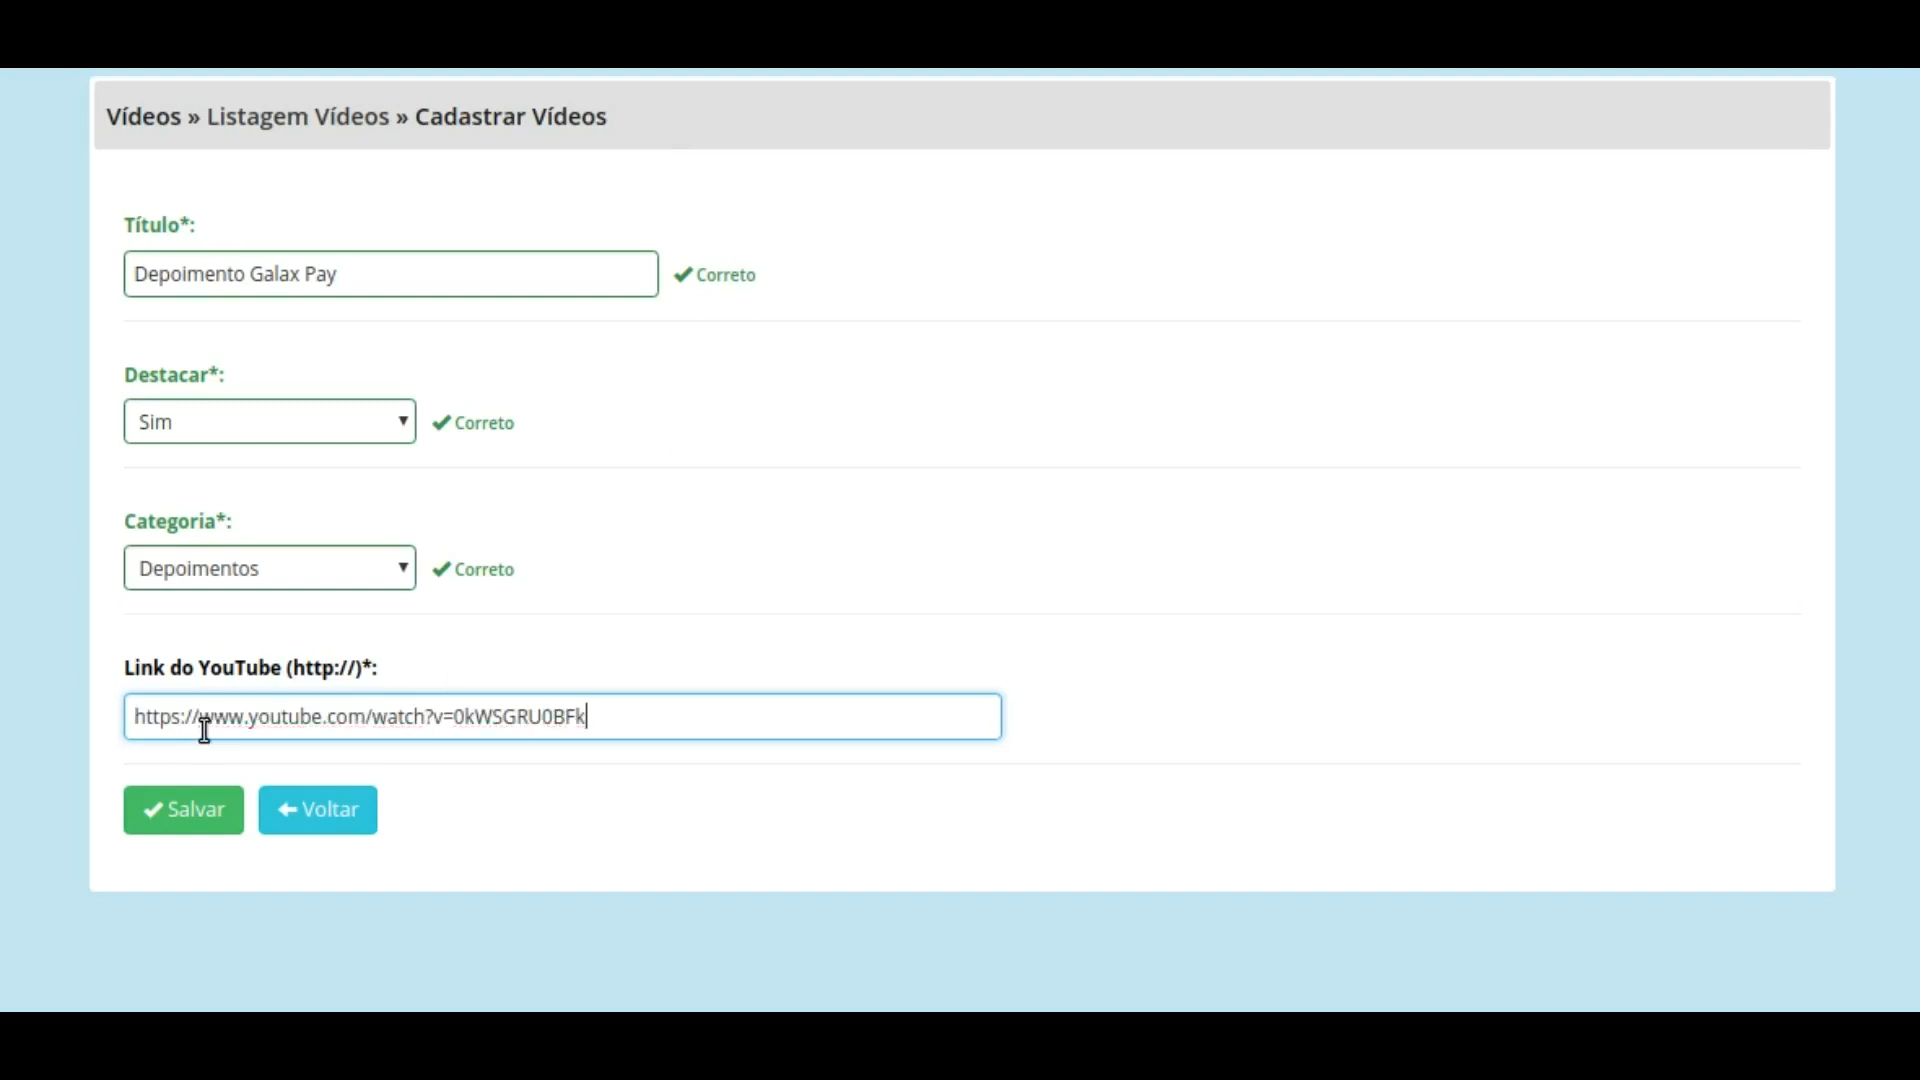 Vídeos » Listagem Vídeos » Cadastrar Vídeos
Título*:
Depoimento Galax Pay
Correto
Destacar*:
Sim
Correto
Categoria*:
Depoimentos
Correto
Link do YouTube (http://)*:
https://www.youtube.com/watch?v=0kWSGRU0BFk
Salvar
Voltar